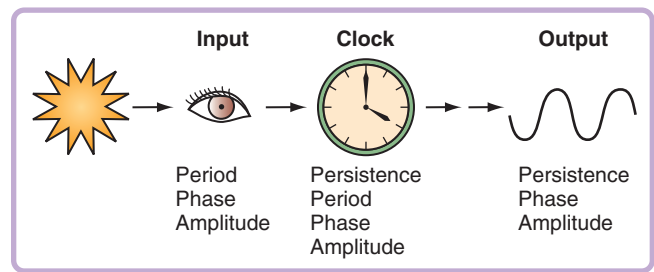 Input
Clock
Output
Period
Phase
Amplitude
Persistence
Period
Phase
Amplitude
Persistence
Phase
Amplitude